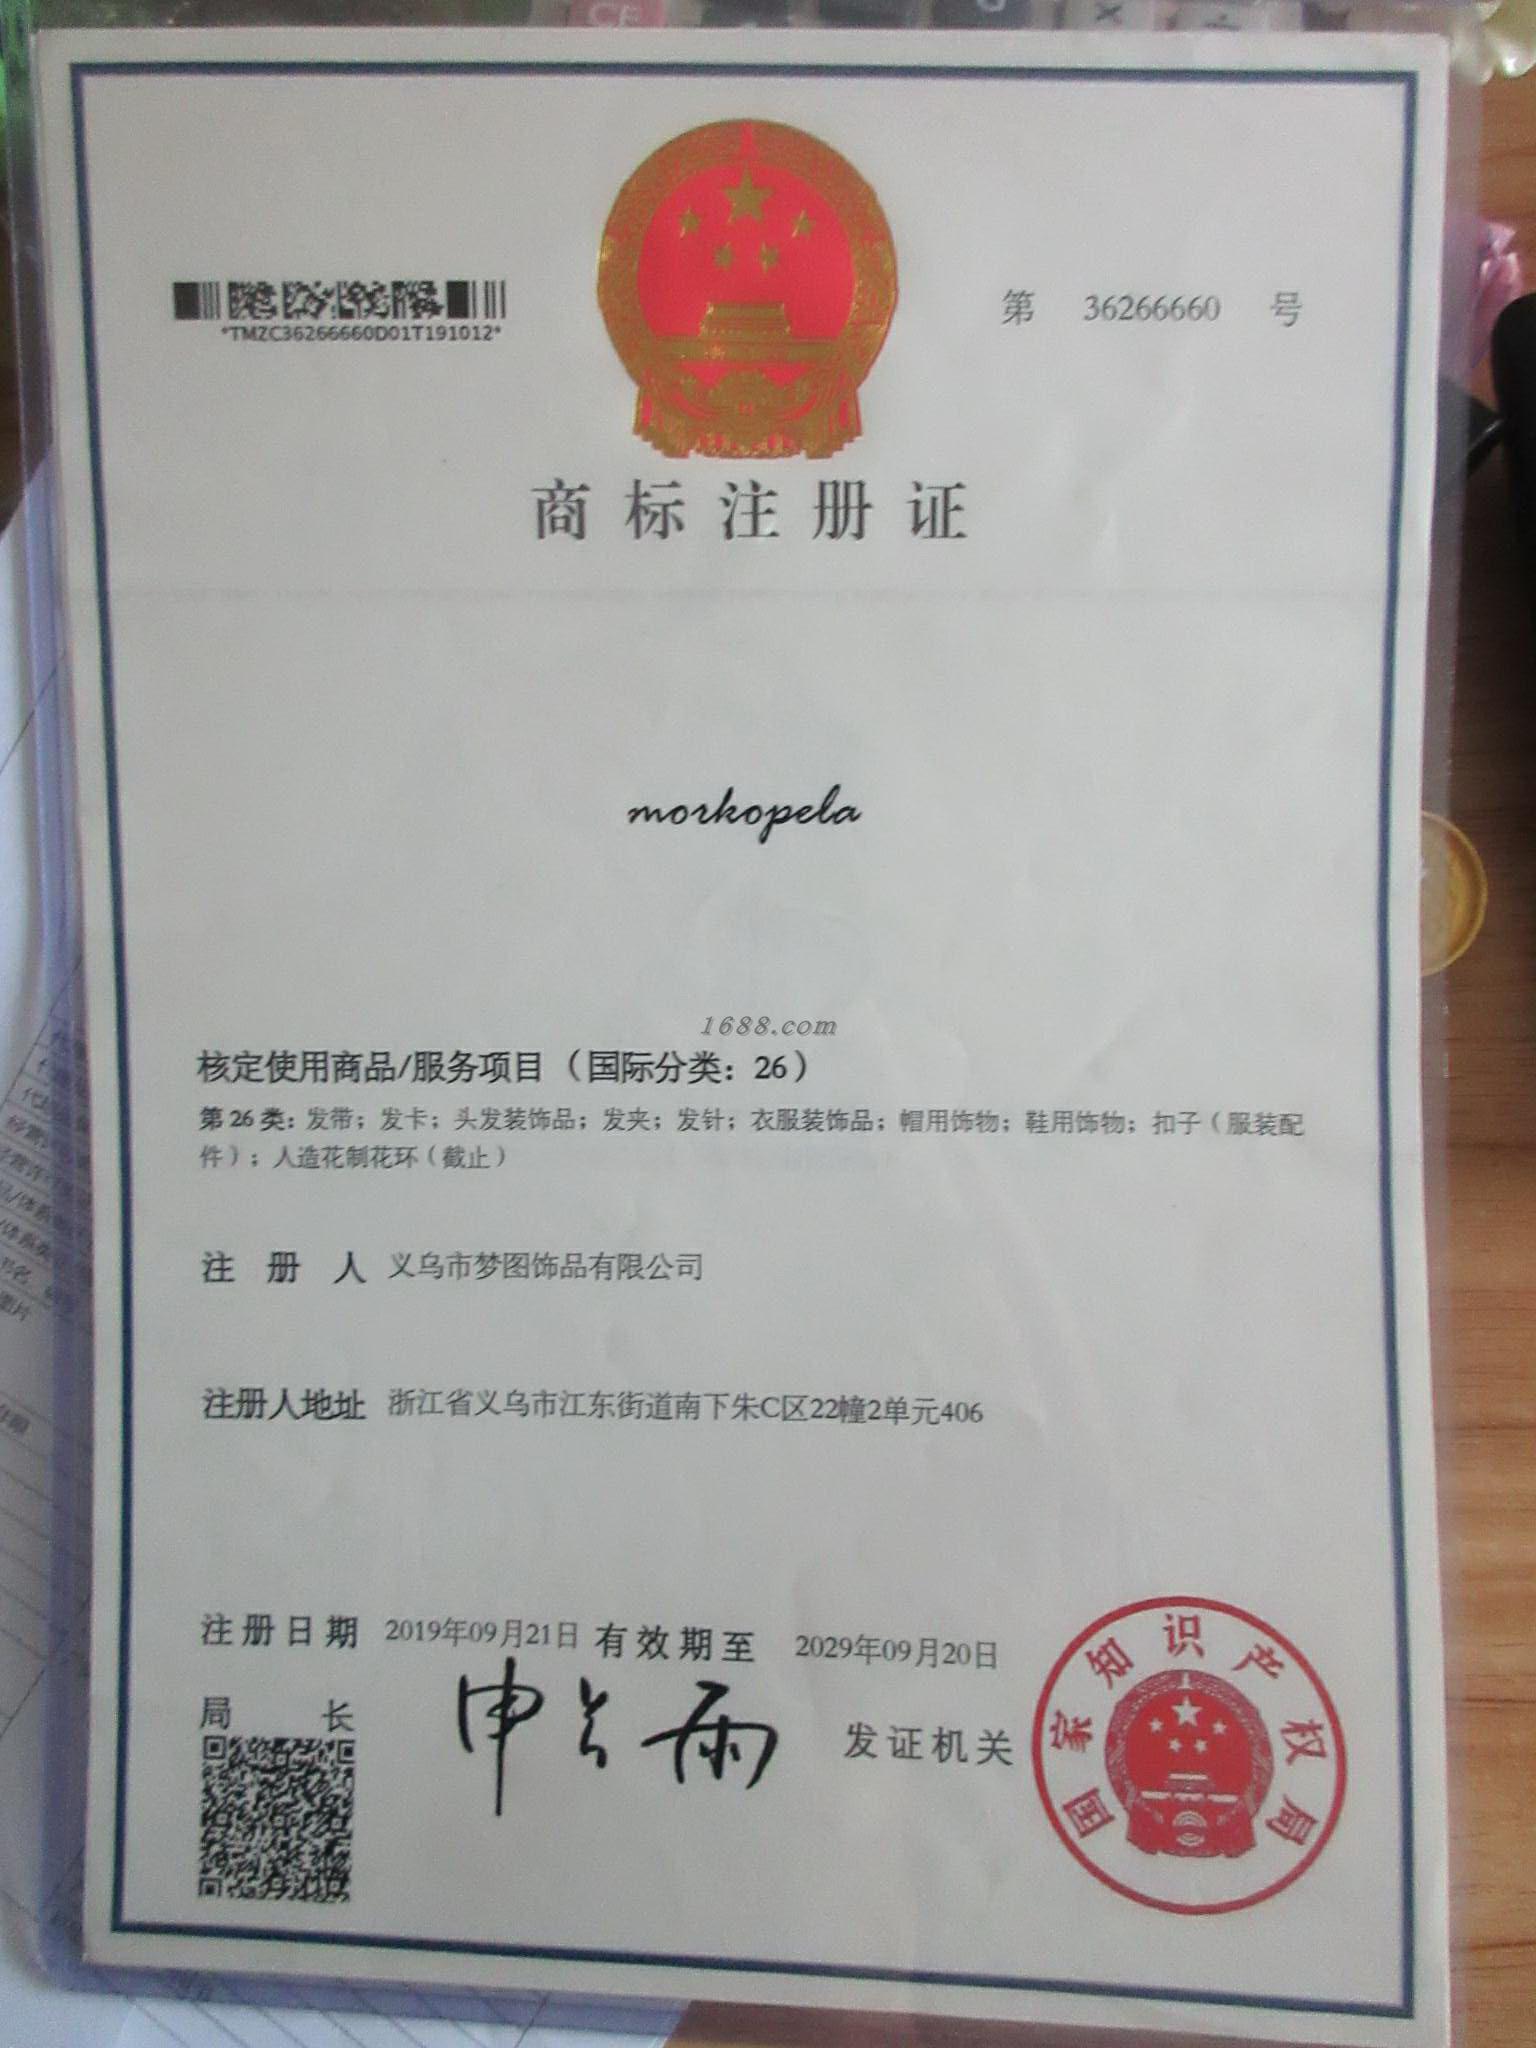 CE
第 36266660 号
*TMZC36266660D01T191012*
商标注册证
morkopela
1688.com
核定使用商品/服务项目（国际分类：26）
第26类：发带；发卡；头发装饰品；发夹；发针；衣服装饰品；帽用饰物；鞋用饰物；扣子（服装配
件）；人造花制花环（截止）
注册人 义乌市梦图饰品有限公司
注册人地址 浙江省义乌市江东街道南下朱C区22幢2单元406
注册日期 2019年09月21日 有效期至 2029年09月20日
局长 申长雨 发证机关
国家知识产权局